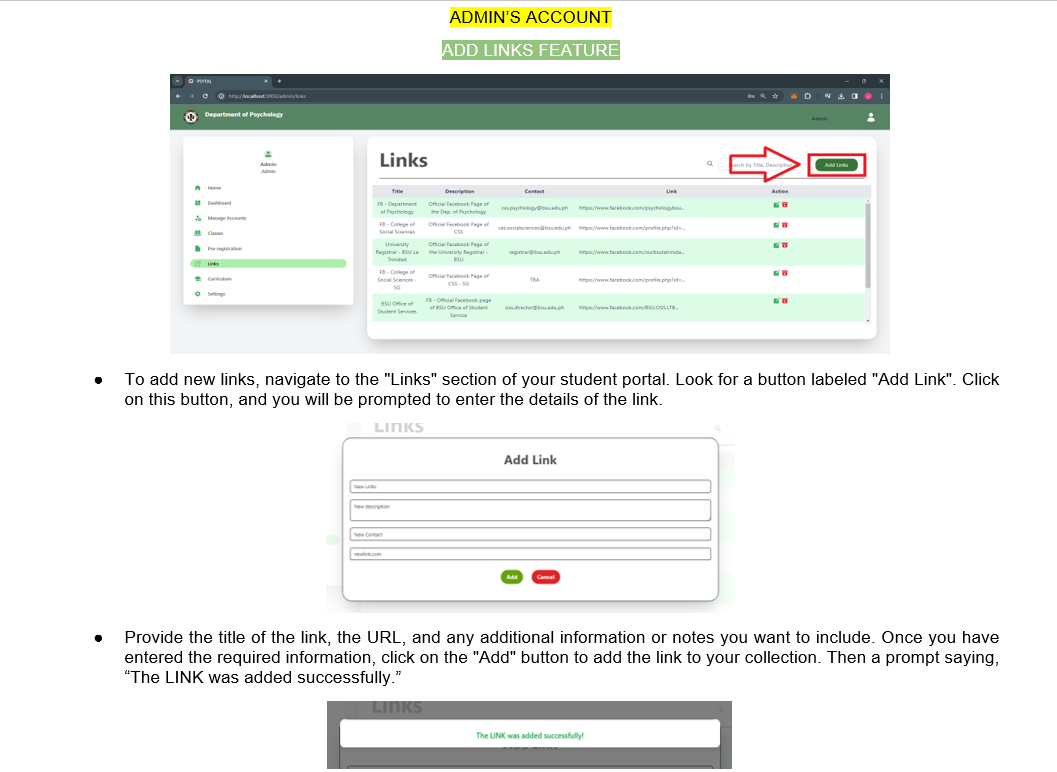 ADMIN'S ACCOUNT
ADD LINKS FEATURE
PSYTAL
http://localhost:3000/admin/links
Department of Psychology
Admin
Admin
Admin
Home
Dashboard
Manage Accounts
Classes
Pre-registration
Links
Curriculum
Settings
Links
Search by Title, Description
Add Links
Title Description Contact Link Action
FB - Department of Psychology
Official Facebook Page of the Dep. of Psychology
css.psychology@bsu.edu.ph
https://www.facebook.com/psychologybsu...
FB - College of Social Sciences
Official Facebook Page of CSS
cas.socialsciences@bsu.edu.ph
https://www.facebook.com/profile.php?id=...
University Registrar - BSU La Trinidad
Official Facebook Page of the University Registrar - BSU
registrar@bsu.edu.ph
https://www.facebook.com/ourbsulatrinida...
FB - College of Social Sciences - SG
Official Facebook Page of CSS - SG
TBA
https://www.facebook.com/profile.php?id=...
BSU Office of Student Services
FB - Official Facebook page of BSU Office of Student Service
oss.director@bsu.edu.ph
https://www.facebook.com/BSU.OSS.LTB...
● To add new links, navigate to the "Links" section of your student portal. Look for a button labeled "Add Link". Click
on this button, and you will be prompted to enter the details of the link.
Links
Add Link
New Links
New description
New Contact
newlink.com
Add Cancel
● Provide the title of the link, the URL, and any additional information or notes you want to include. Once you have
entered the required information, click on the "Add" button to add the link to your collection. Then a prompt saying,
“The LINK was added successfully.”
Links
The LINK was added successfully!